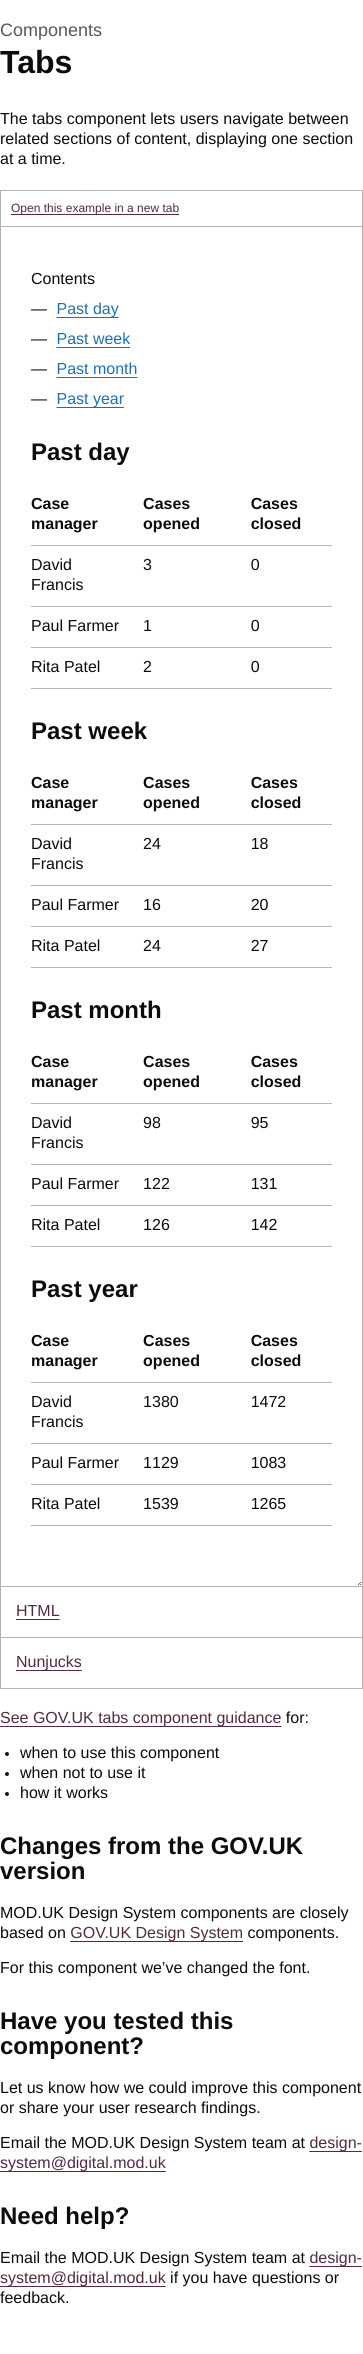 Components
Tabs
The tabs component lets users navigate between
related sections of content, displaying one section
at a time.
Open this example in a new tab
Contents
— Past day
— Past week
— Past month
— Past year
Past day
Case manager Cases opened Cases closed
David Francis 3 0
Paul Farmer 1 0
Rita Patel 2 0
Past week
Case manager Cases opened Cases closed
David Francis 24 18
Paul Farmer 16 20
Rita Patel 24 27
Past month
Case manager Cases opened Cases closed
David Francis 98 95
Paul Farmer 122 131
Rita Patel 126 142
Past year
Case manager Cases opened Cases closed
David Francis 1380 1472
Paul Farmer 1129 1083
Rita Patel 1539 1265
HTML
Nunjucks
See GOV.UK tabs component guidance for:
• when to use this component
• when not to use it
• how it works
Changes from the GOV.UK
version
MOD.UK Design System components are closely
based on GOV.UK Design System components.
For this component we’ve changed the font.
Have you tested this
component?
Let us know how we could improve this component
or share your user research findings.
Email the MOD.UK Design System team at design-
system@digital.mod.uk
Need help?
Email the MOD.UK Design System team at design-
system@digital.mod.uk if you have questions or
feedback.